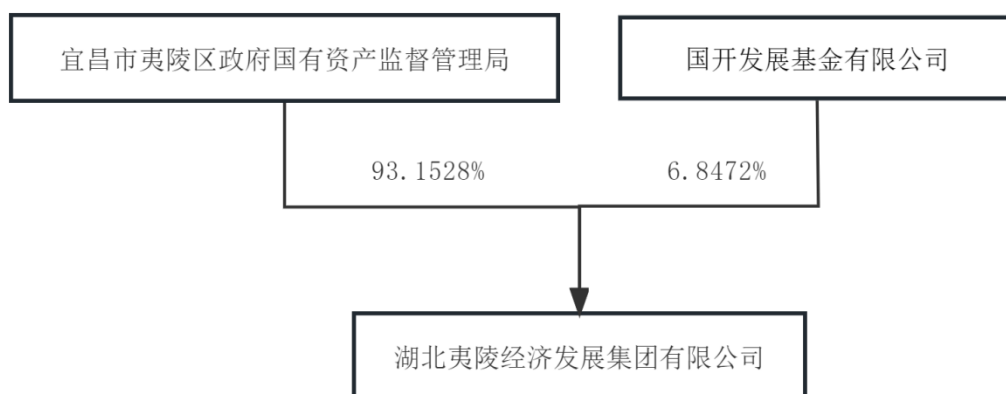 宜昌市夷陵区政府国有资产监督管理局
国开发展基金有限公司
93.1528%
6.8472%
湖北夷陵经济发展集团有限公司